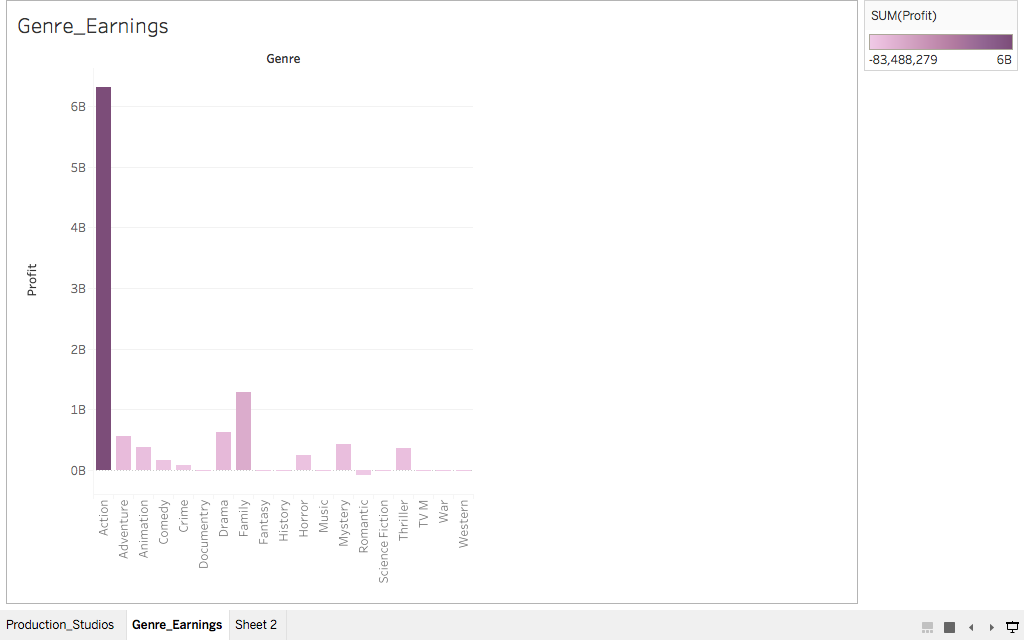 Genre_Earnings
SUM(Profit)
-83,488,279 6B
Genre
Profit
6B
5B
4B
3B
2B
1B
0B
Action
Adventure
Animation
Comedy
Crime
Documentry
Drama
Family
Fantasy
History
Horror
Music
Mystery
Romantic
Science Fiction
Thriller
TV M
War
Western
Production_Studios Genre_Earnings Sheet 2